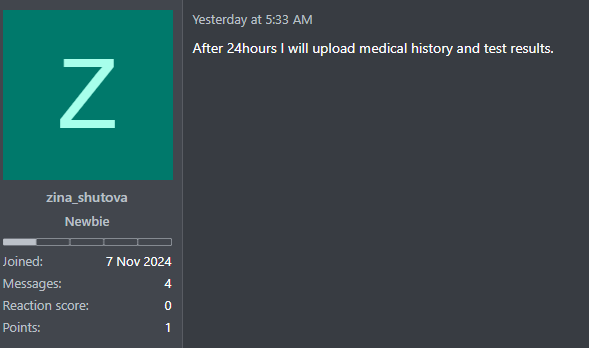 Z
zina_shutova
Newbie
Joined: 7 Nov 2024
Messages: 4
Reaction score: 0
Points: 1
Yesterday at 5:33 AM
After 24hours I will upload medical history and test results.